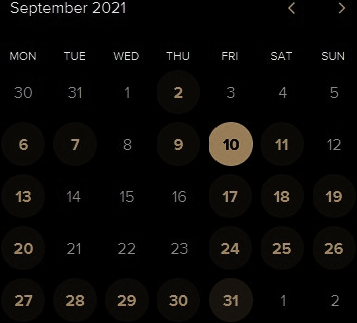 September 2021
MON TUE WED THU FRI SAT SUN
30 31 1 2 3 4 5
6 7 8 9 10 11 12
13 14 15 16 17 18 19
20 21 22 23 24 25 26
27 28 29 30 31 1 2